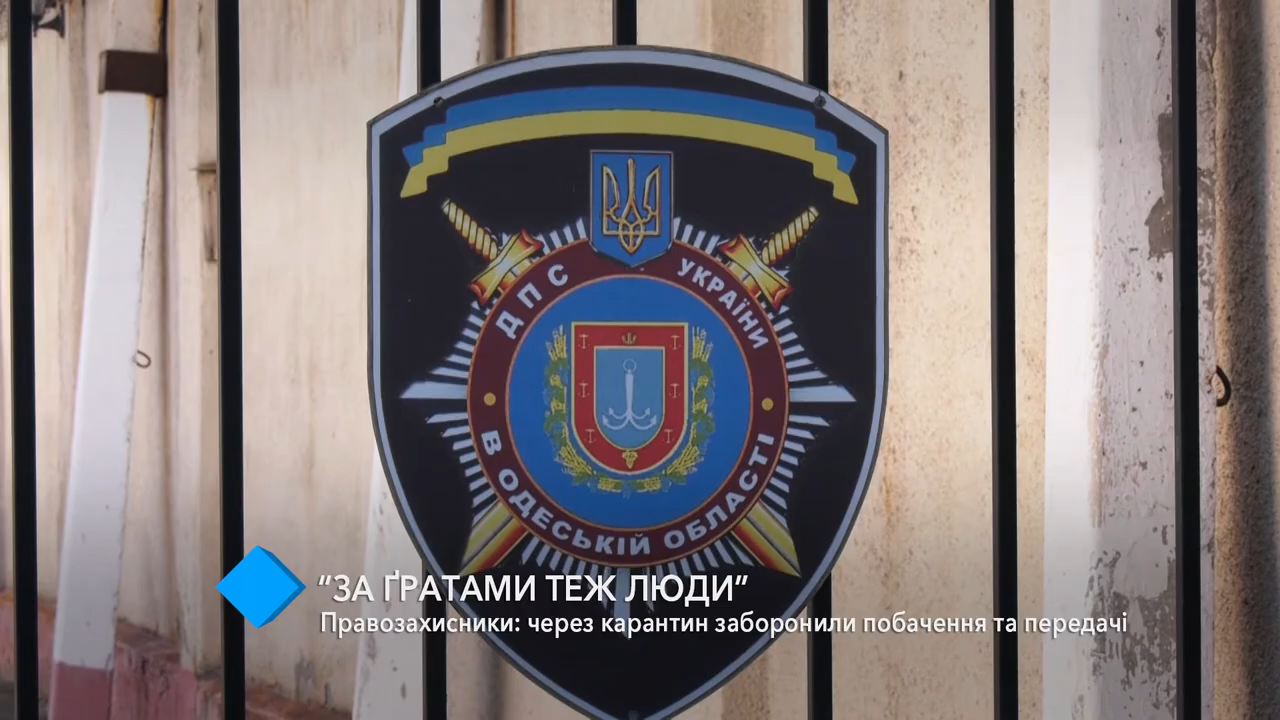 ДПС УКРАЇНИ
В ОДЕСЬКІЙ ОБЛАСТІ
“ЗА ҐРАТАМИ ТЕЖ ЛЮДИ”
Правозахисники: через карантин заборонили побачення та передачі